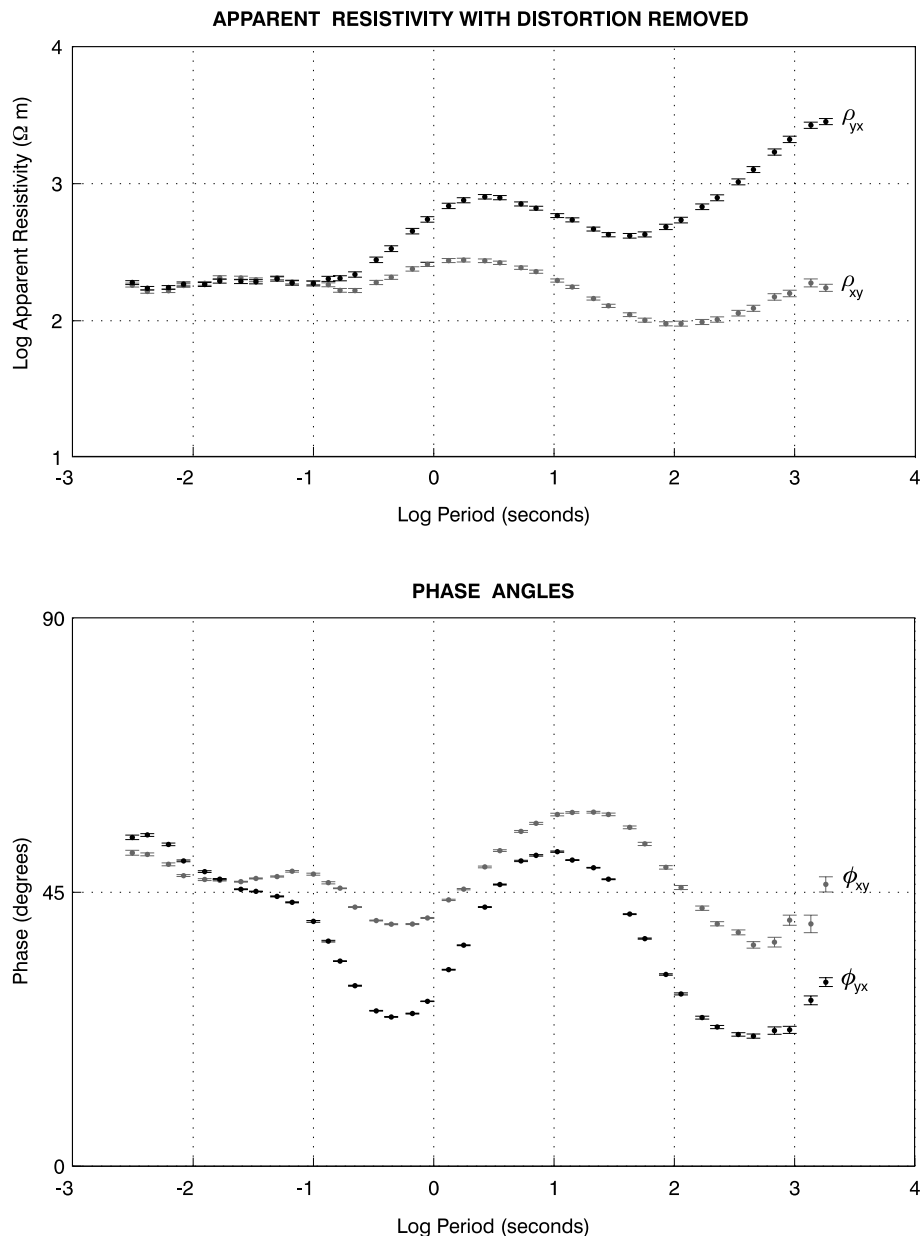 APPARENT RESISTIVITY WITH DISTORTION REMOVED
Log Apparent Resistivity (Ω m)
4
3
2
1
ρyx
ρxy
-3 -2 -1 0 1 2 3 4
Log Period (seconds)
PHASE ANGLES
Phase (degrees)
90
45
0
ϕxy
ϕyx
-3 -2 -1 0 1 2 3 4
Log Period (seconds)